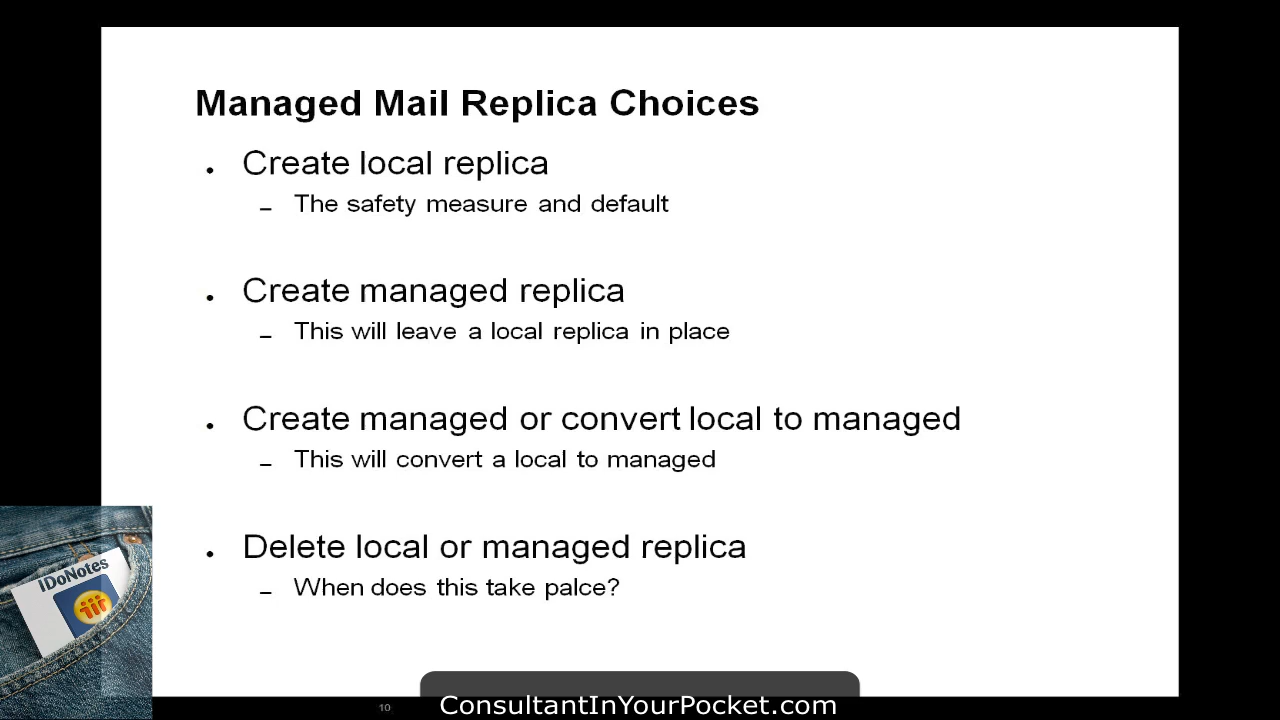 Managed Mail Replica Choices
• Create local replica
– The safety measure and default
• Create managed replica
– This will leave a local replica in place
• Create managed or convert local to managed
– This will convert a local to managed
• Delete local or managed replica
– When does this take palce?
IDoNotes
10
ConsultantInYourPocket.com